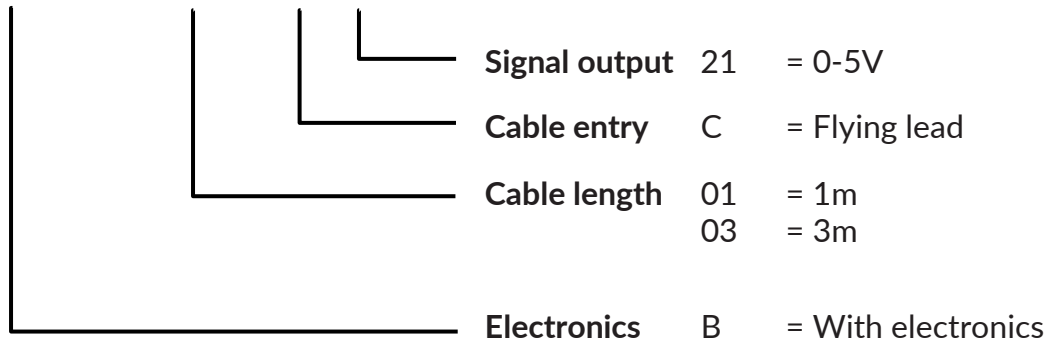 Signal output 21 = 0-5V
Cable entry C = Flying lead
Cable length 01 = 1m
03 = 3m
Electronics B = With electronics